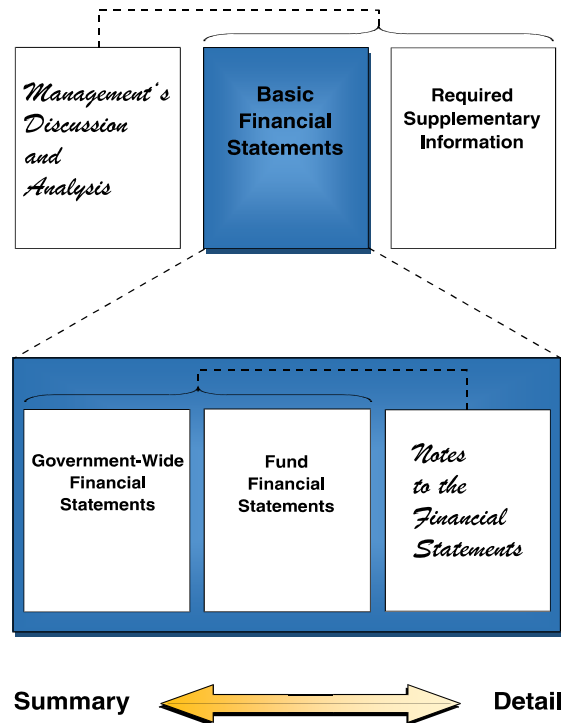 Management's
Discussion
and
Analysis
Basic
Financial
Statements
Required
Supplementary
Information
Government-Wide
Financial
Statements
Fund
Financial
Statements
Notes
to the
Financial
Statements
Summary
Detail